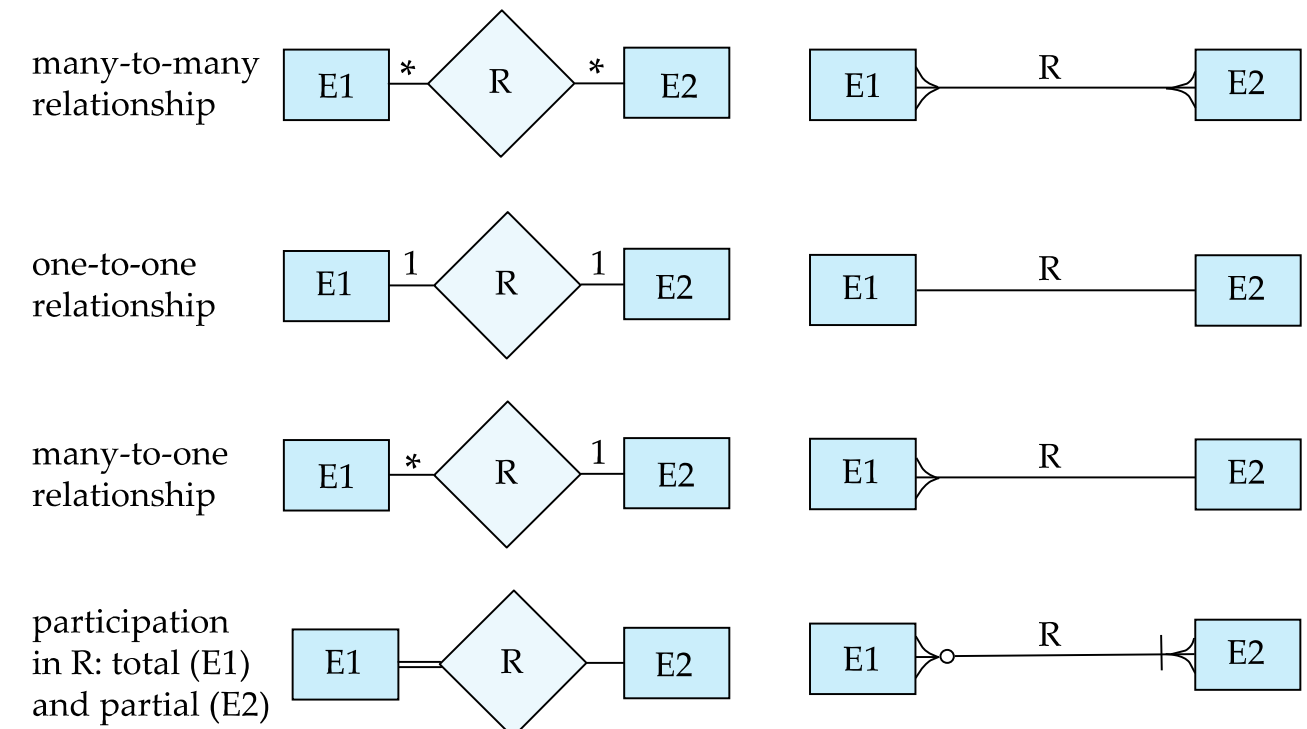 many-to-many
relationship
E1 * R * E2
E1 R E2
one-to-one
relationship
E1 1 R 1 E2
E1 R E2
many-to-one
relationship
E1 * R 1 E2
E1 R E2
participation
in R: total (E1)
and partial (E2)
E1 R E2
E1 R E2